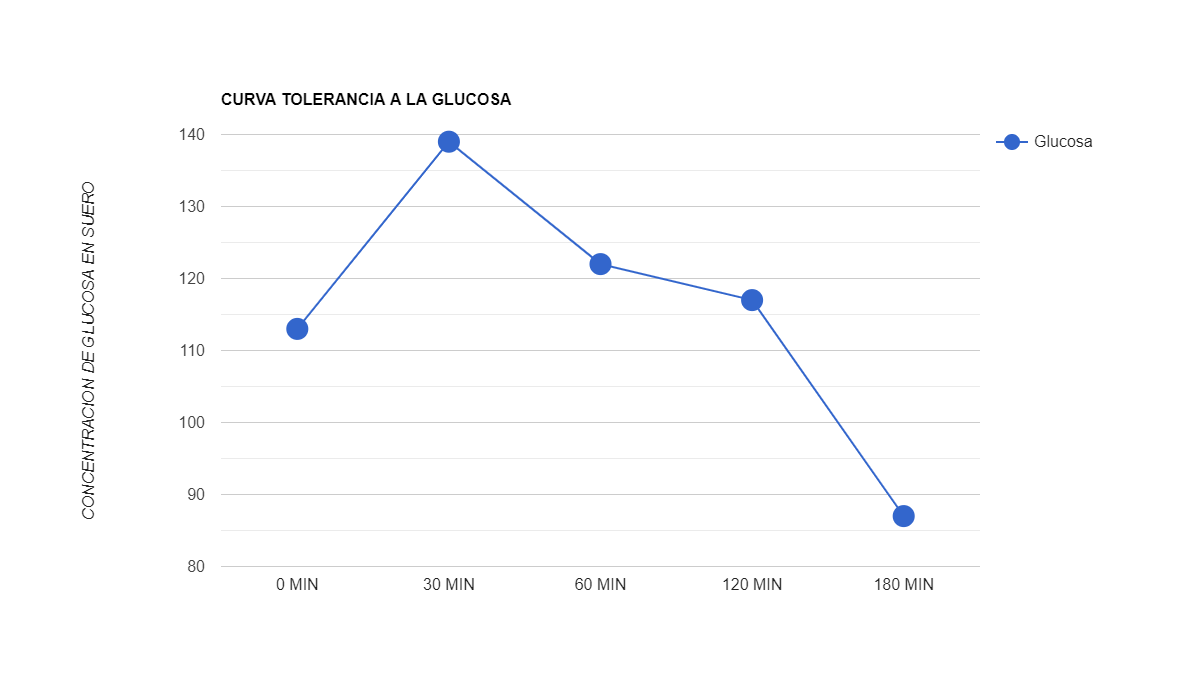 CURVA TOLERANCIA A LA GLUCOSA
140
130
120
110
100
90
80
CONCENTRACION DE GLUCOSA EN SUERO
0 MIN
30 MIN
60 MIN
120 MIN
180 MIN
Glucosa